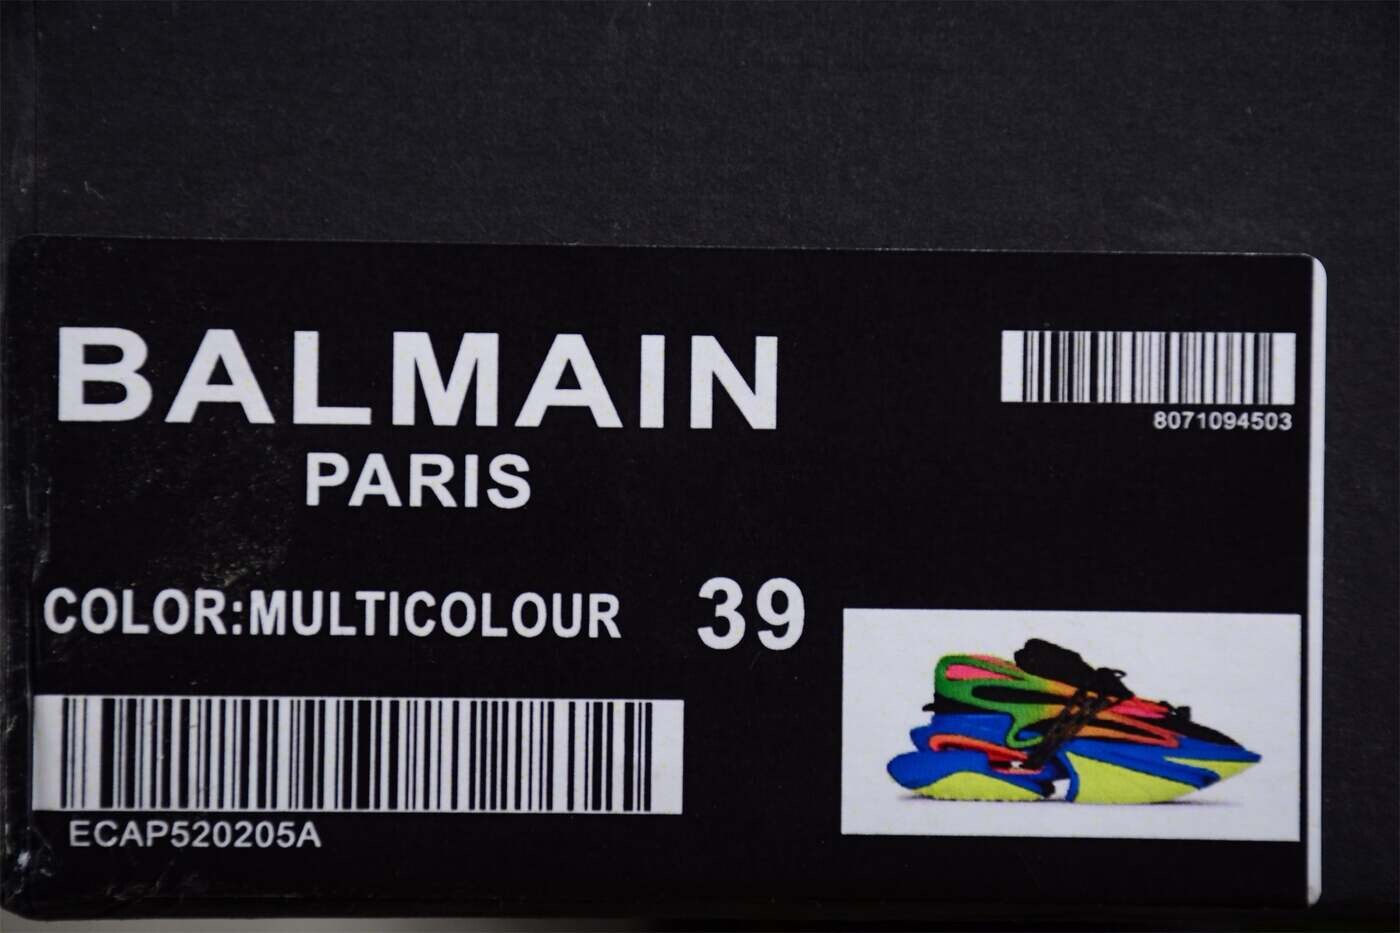 BALMAIN
PARIS
8071094503
COLOR:MULTICOLOUR 39
ECAP520205A